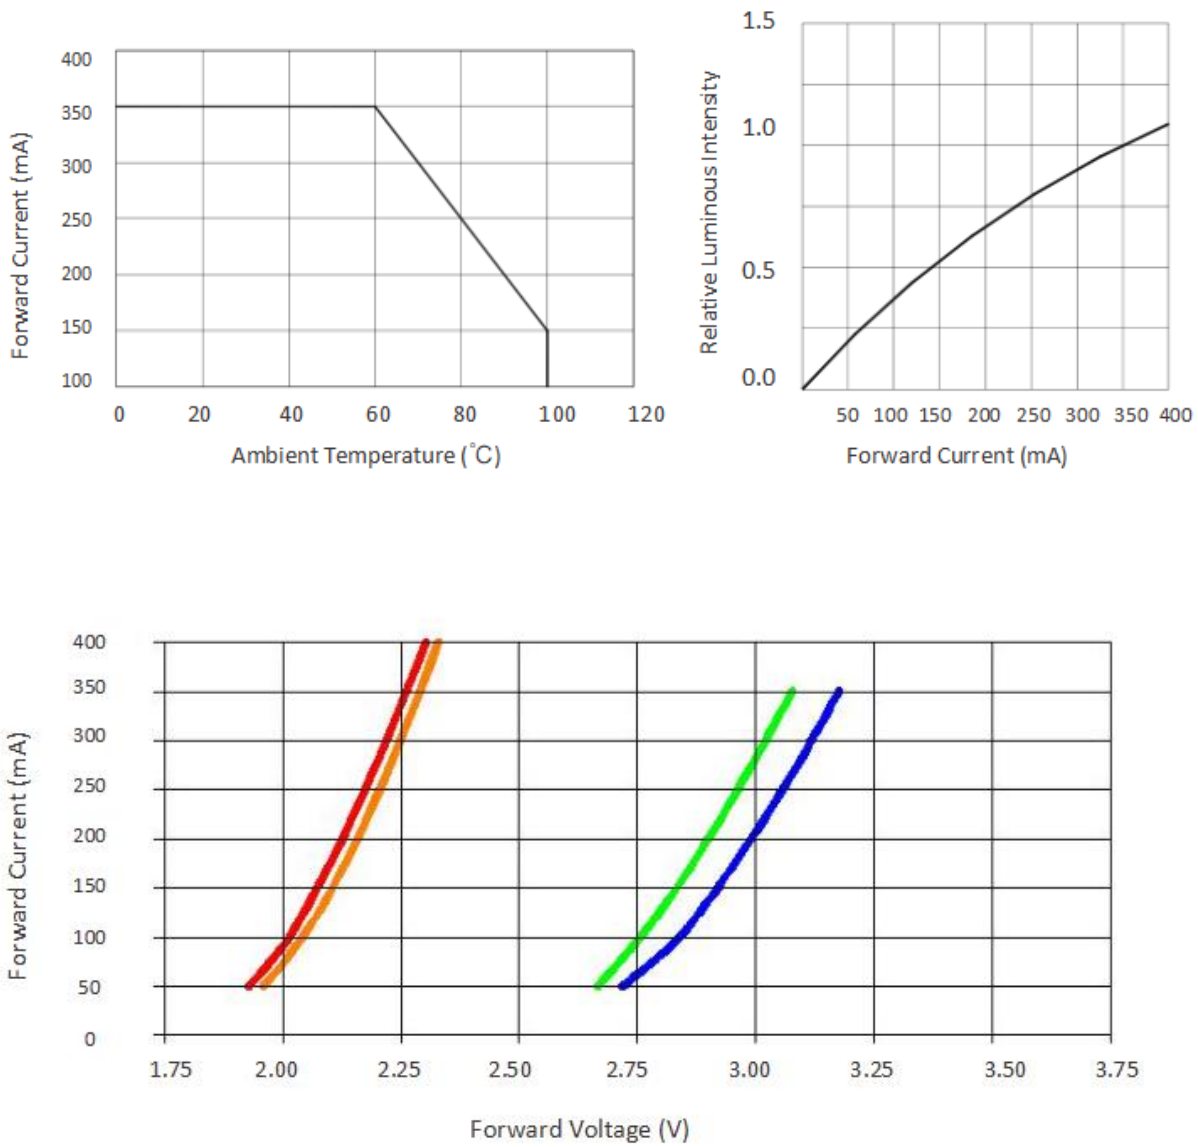 400
350
300
250
200
150
100
Forward Current (mA)
0 20 40 60 80 100 120
Ambient Temperature (℃)
1.5
1.0
0.5
0.0
Relative Luminous Intensity
50 100 150 200 250 300 350 400
Forward Current (mA)
400
350
300
250
200
150
100
50
0
Forward Current (mA)
1.75 2.00 2.25 2.50 2.75 3.00 3.25 3.50 3.75
Forward Voltage (V)